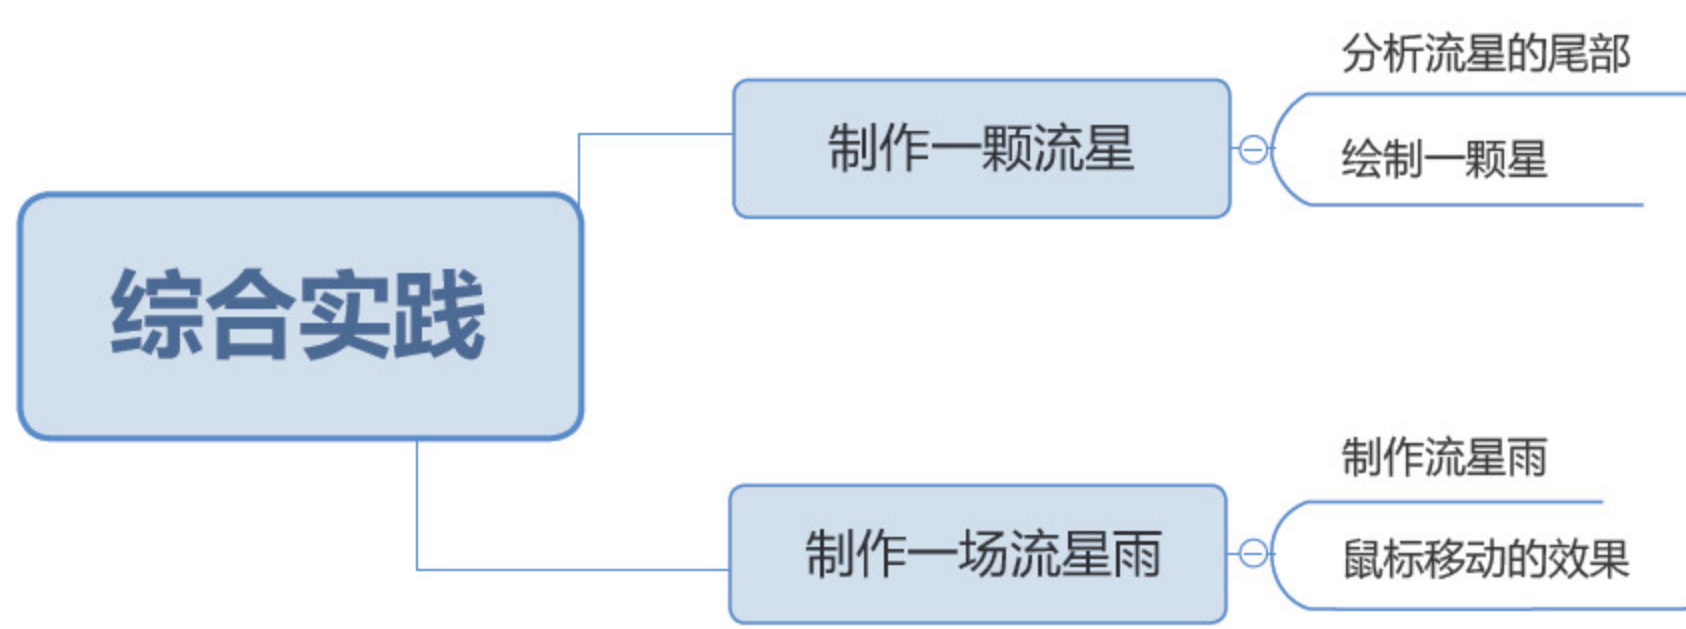 综合实践
制作一颗流星
分析流星的尾部
绘制一颗星
制作一场流星雨
制作流星雨
鼠标移动的效果